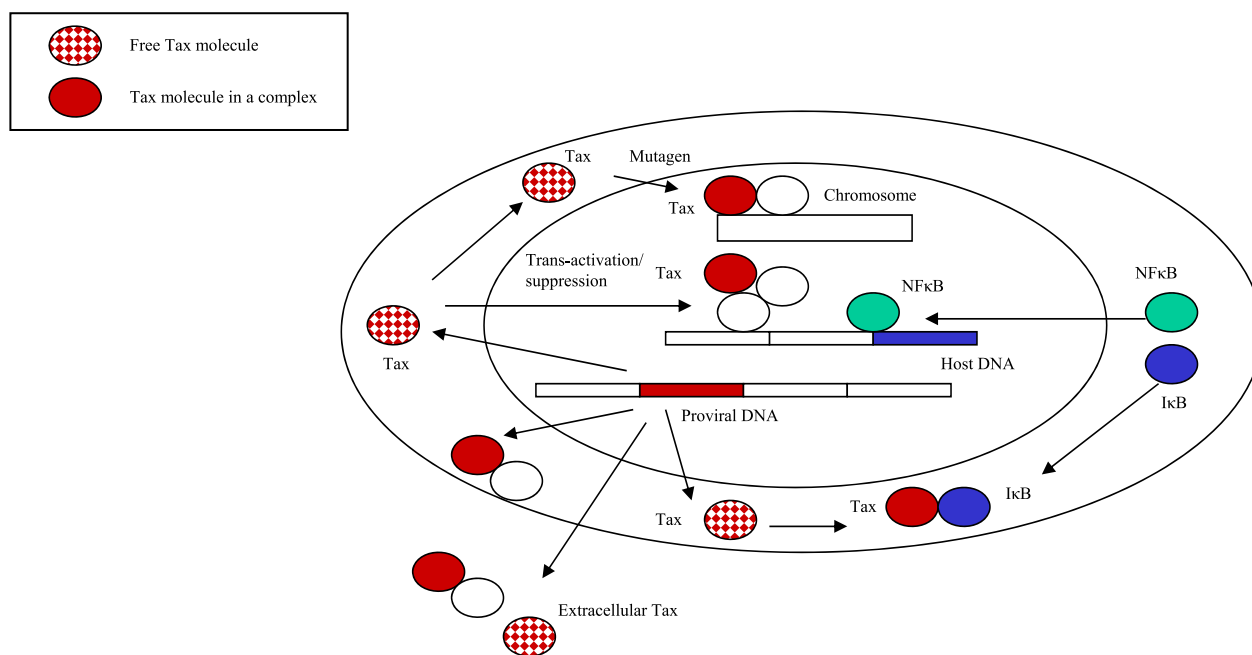 Free Tax molecule
Tax molecule in a complex
Tax
Mutagen
Tax
Chromosome
Trans-activation/
suppression
Tax
NFκB
NFκB
Tax
Host DNA
IκB
Proviral DNA
Tax
Tax
IκB
Extracellular Tax